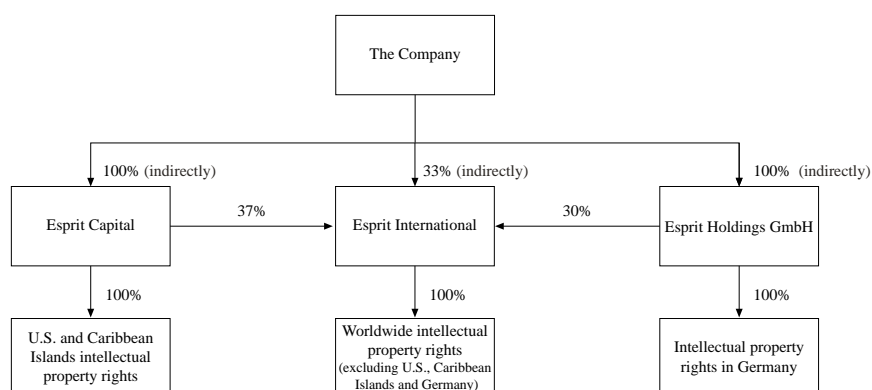 The Company
100% (indirectly)
33% (indirectly)
100% (indirectly)
Esprit Capital
37%
Esprit International
30%
Esprit Holdings GmbH
100%
100%
100%
U.S. and Caribbean
Islands intellectual
property rights
Worldwide intellectual
property rights
(excluding U.S., Caribbean
Islands and Germany)
Intellectual property
rights in Germany